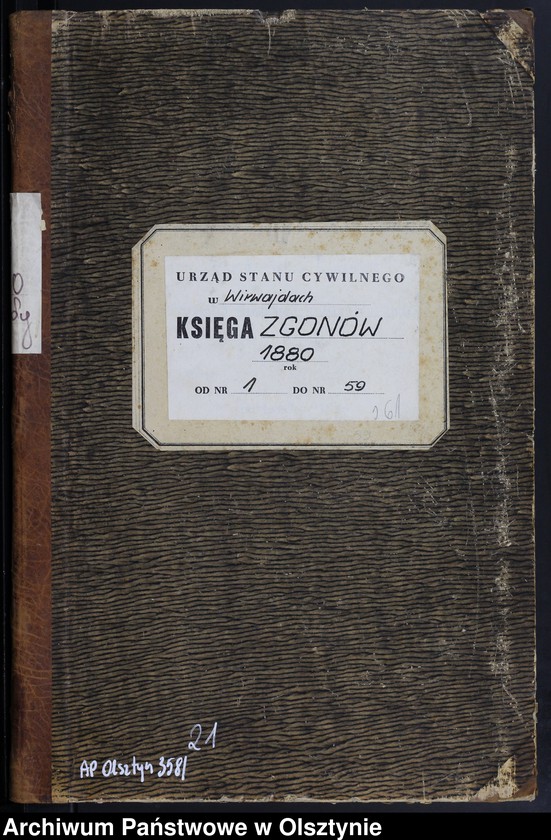 URZĄD STANU CYWILNEGO
w Wirwajdach
KSIĘGA ZGONÓW
1880
rok
OD NR 1 DO NR 59
21
AP Olsztyn 358/
Archiwum Państwowe w Olsztynie